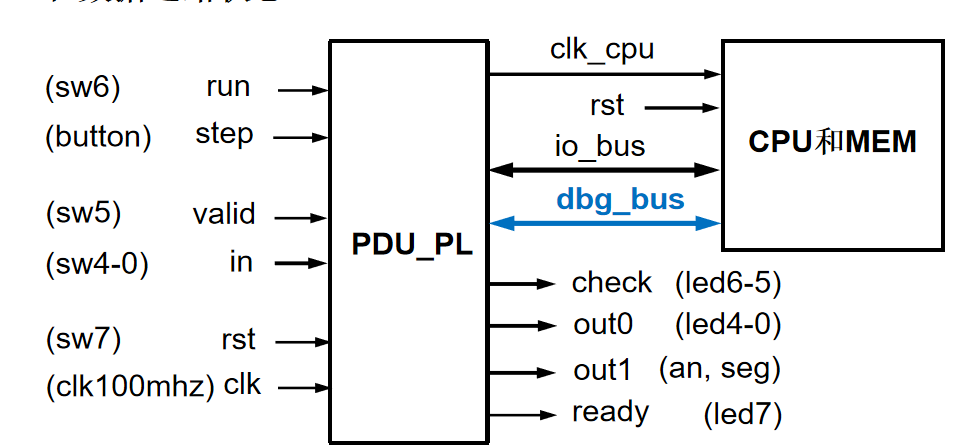 clk_cpu
(sw6) run
rst
(button) step
CPU和MEM
io_bus
dbg_bus
(sw5) valid
PDU_PL
(sw4-0) in
check (led6-5)
out0 (led4-0)
(sw7) rst
out1 (an, seg)
(clk100mhz) clk
ready (led7)